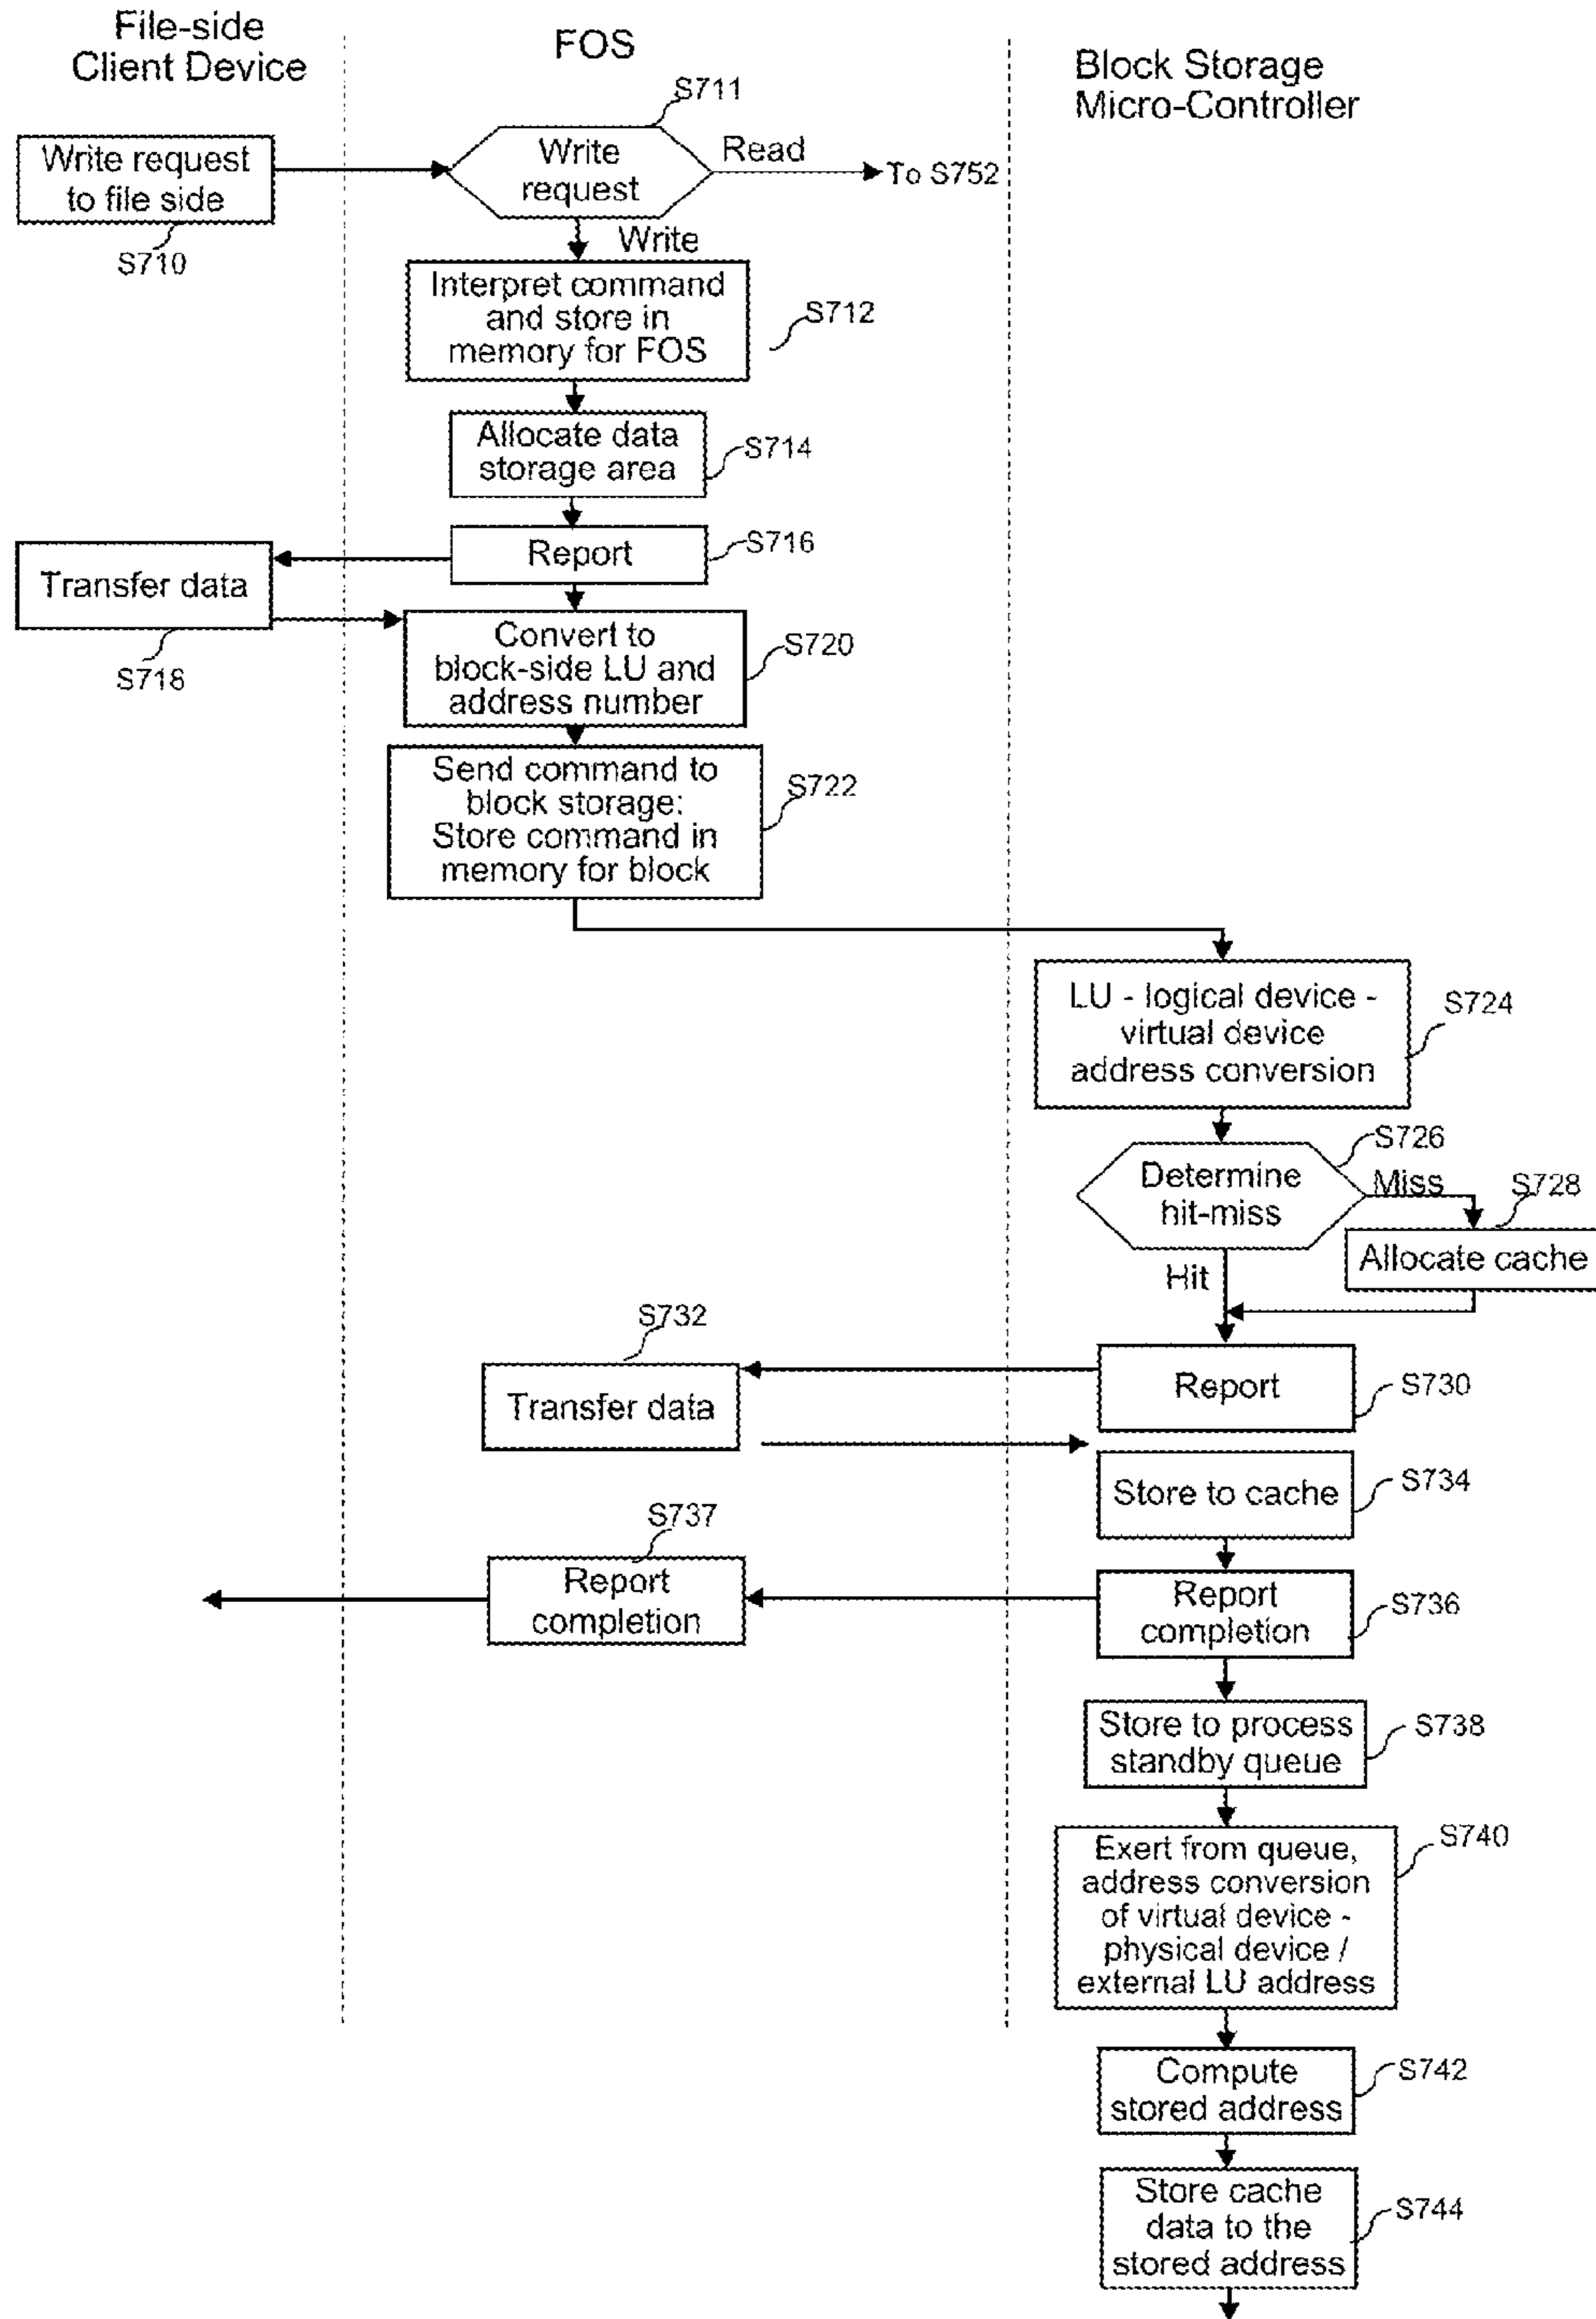 File-side
Client Device
FOS
Block Storage
Micro-Controller
S711
Write request
to file side
S710
Write
request
Read
To S752
Write
Interpret command
and store in
memory for FOS
S712
Allocate data
storage area
S714
Report
S716
Transfer data
S718
Convert to
block-side LU and
address number
S720
Send command to
block storage:
Store command in
memory for block
S722
LU - logical device -
virtual device
address conversion
S724
Determine
hit-miss
S726
Miss
S728
Allocate cache
Hit
S732
Transfer data
Report
S730
Store to cache
S734
S737
Report
completion
Report
completion
S736
Store to process
standby queue
S738
Exert from queue,
address conversion
of virtual device -
physical device /
external LU address
S740
Compute
stored address
S742
Store cache
data to the
stored address
S744